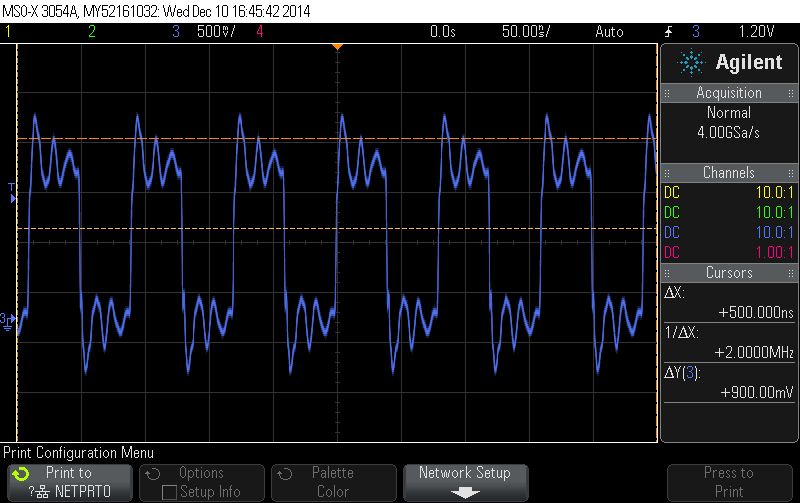 MSO-X 3054A, MY52161032: Wed Dec 10 16:45:42 2014
1 2 3 500mV/ 4 0.0s 50.00ns/ Auto 3 1.20V
Agilent
Acquisition
Normal
4.00GSa/s
Channels
DC 10.0:1
DC 10.0:1
DC 10.0:1
DC 1.00:1
Cursors
ΔX:
+500.000ns
1/ΔX:
+2.0000MHz
ΔY(3):
+900.00mV
T
3
Print Configuration Menu
Print to
? NETPRT0
Options
Setup Info
Palette
Color
Network Setup
Press to
Print